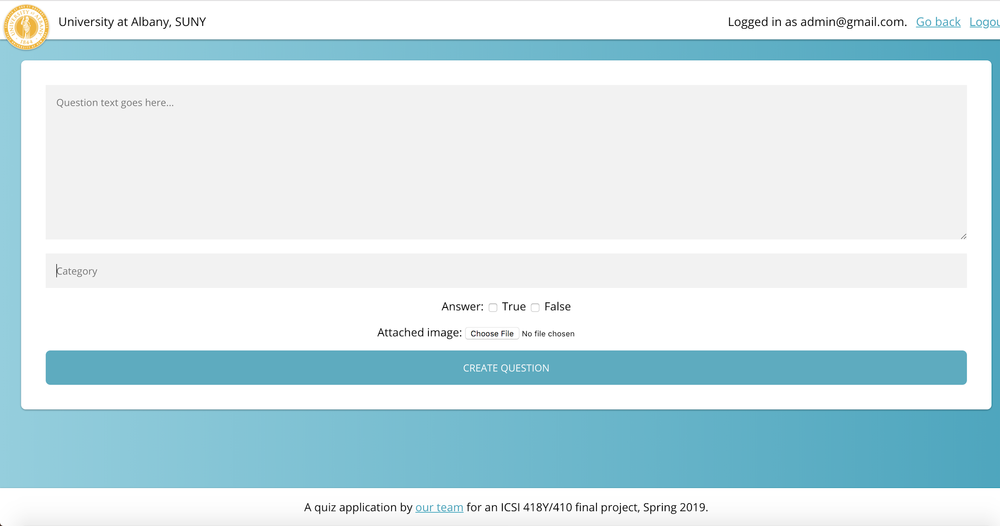 University at Albany, SUNY
Logged in as admin@gmail.com. Go back Logou
UNIVERSITY AT ALBANY
1844
Question text goes here...
Category
Answer: True False
Attached image: Choose File No file chosen
CREATE QUESTION
A quiz application by our team for an ICSI 418Y/410 final project, Spring 2019.